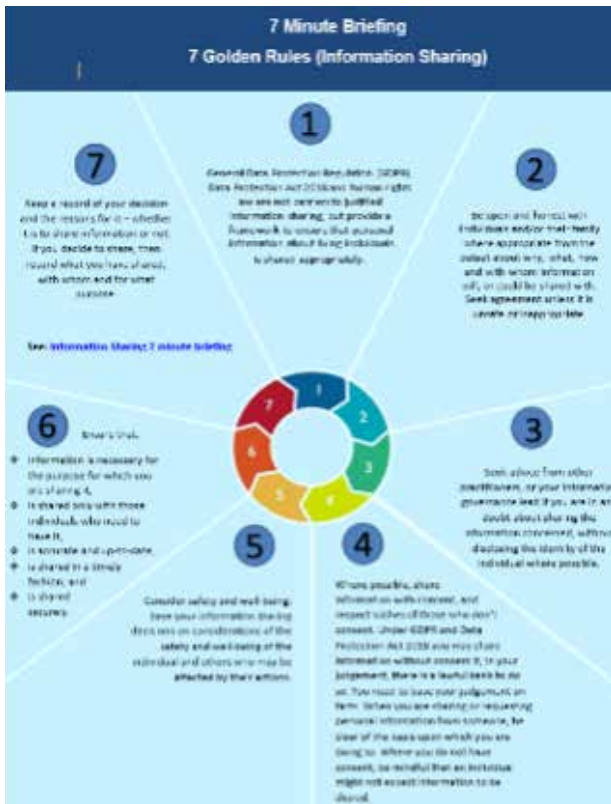 7 Minute Briefing
7 Golden Rules (Information Sharing)
1
General Data Protection Regulation (GDPR),
Data Protection Act 2018 and human rights
law are not barriers to justified
information sharing, but provide a
framework to ensure that personal
information about living individuals
is shared appropriately.
2
Be open and honest with
individuals and/or their family
where appropriate from the
outset about why, what, how
and with whom information
will, or could be shared with.
Seek agreement unless it is
unsafe or inappropriate
3
Seek advice from other
practitioners, or your information
governance lead if you are in any
doubt about sharing the
information concerned, without
disclosing the identity of the
individual where possible.
4
Where possible, share
information with consent, and
respect wishes of those who don't
consent. Under GDPR and Data
Protection Act 2018 you may share
information without consent if, in your
judgement, there is a lawful basis to do
so. You need to base your judgement on
facts. When you are sharing or requesting
personal information from someone, be
clear of the basis upon which you are
doing so. Where you do not have
consent, be mindful that an individual
might not expect information to be
shared.
5
Consider safety and well-being:
base your information sharing
decisions on considerations of the
safety and well-being of the
individual and others who may be
affected by their actions.
6
Ensure that:
information is necessary for
the purpose for which you
are sharing it,
is shared only with those
individuals who need to
have it,
is accurate and up-to-date,
is shared in a timely
fashion, and
is shared
securely.
7
Keep a record of your decision
and the reasons for it – whether
it is to share information or not.
If you decide to share, then
record what you have shared,
with whom and for what
purpose.
See: Information Sharing 7 minute briefing
1
2
3
4
5
6
7